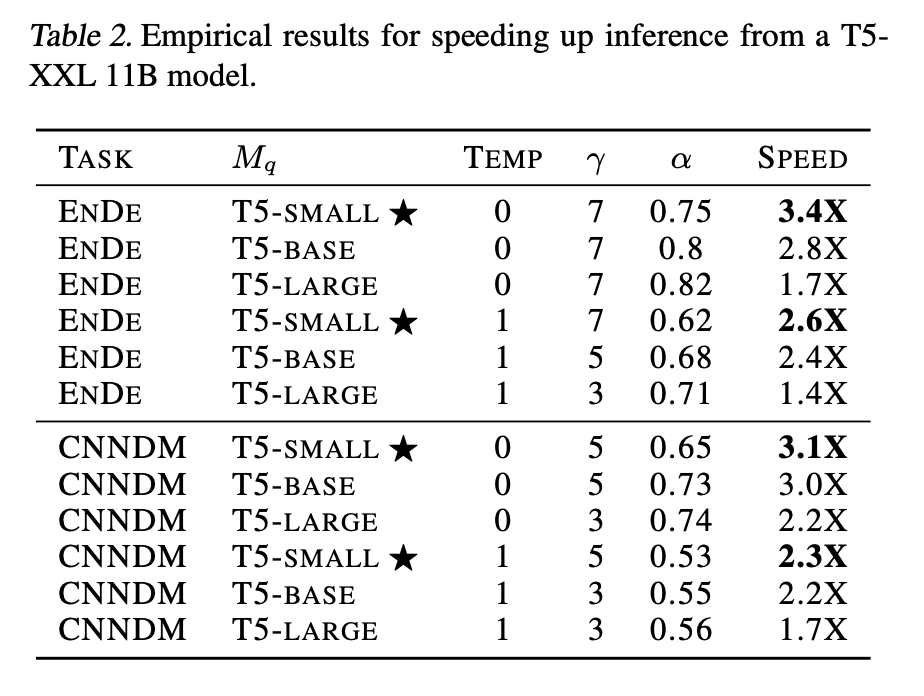 Table 2. Empirical results for speeding up inference from a T5-
XXL 11B model.
TASK M_q TEMP γ α SPEED
ENDE T5-SMALL ★ 0 7 0.75 3.4X
ENDE T5-BASE 0 7 0.8 2.8X
ENDE T5-LARGE 0 7 0.82 1.7X
ENDE T5-SMALL ★ 1 7 0.62 2.6X
ENDE T5-BASE 1 5 0.68 2.4X
ENDE T5-LARGE 1 3 0.71 1.4X
CNNDM T5-SMALL ★ 0 5 0.65 3.1X
CNNDM T5-BASE 0 5 0.73 3.0X
CNNDM T5-LARGE 0 3 0.74 2.2X
CNNDM T5-SMALL ★ 1 5 0.53 2.3X
CNNDM T5-BASE 1 3 0.55 2.2X
CNNDM T5-LARGE 1 3 0.56 1.7X